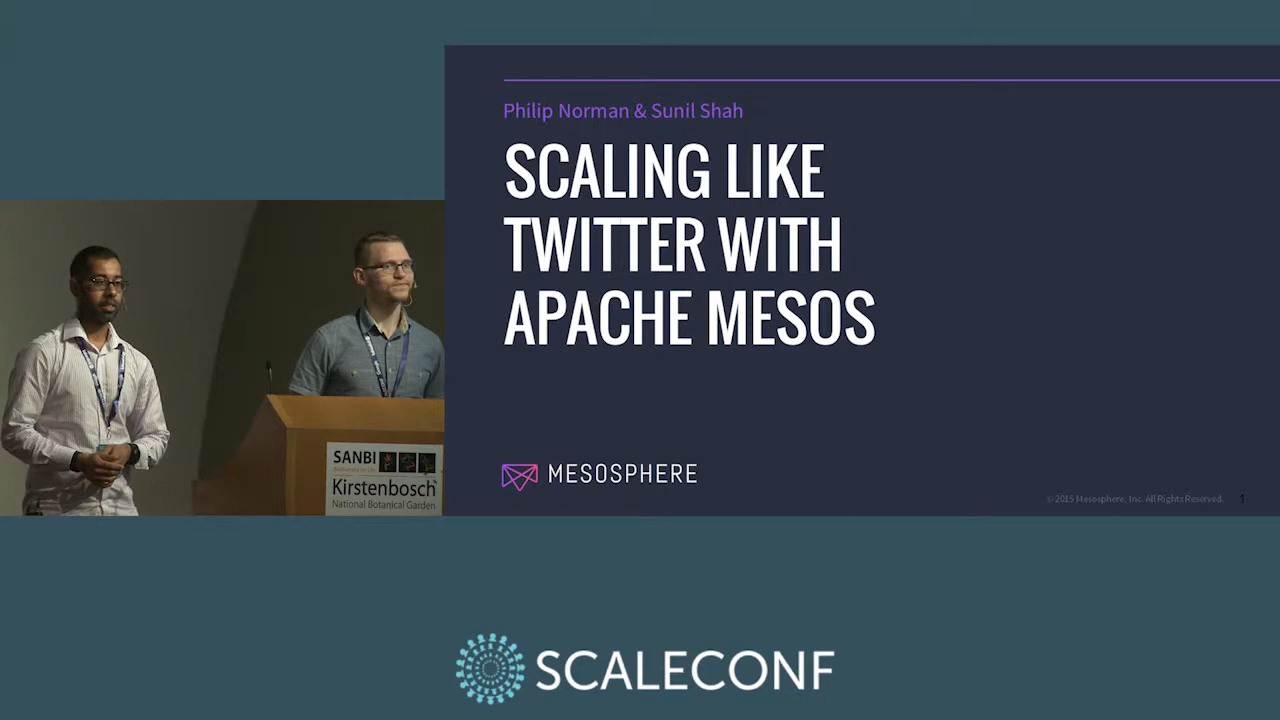 Philip Norman & Sunil Shah
SCALING LIKE
TWITTER WITH
APACHE MESOS
MESOSPHERE
© 2015 Mesosphere, Inc. All Rights Reserved. 1
SANBI
Kirstenbosch
National Botanical Garden
SCALECONF